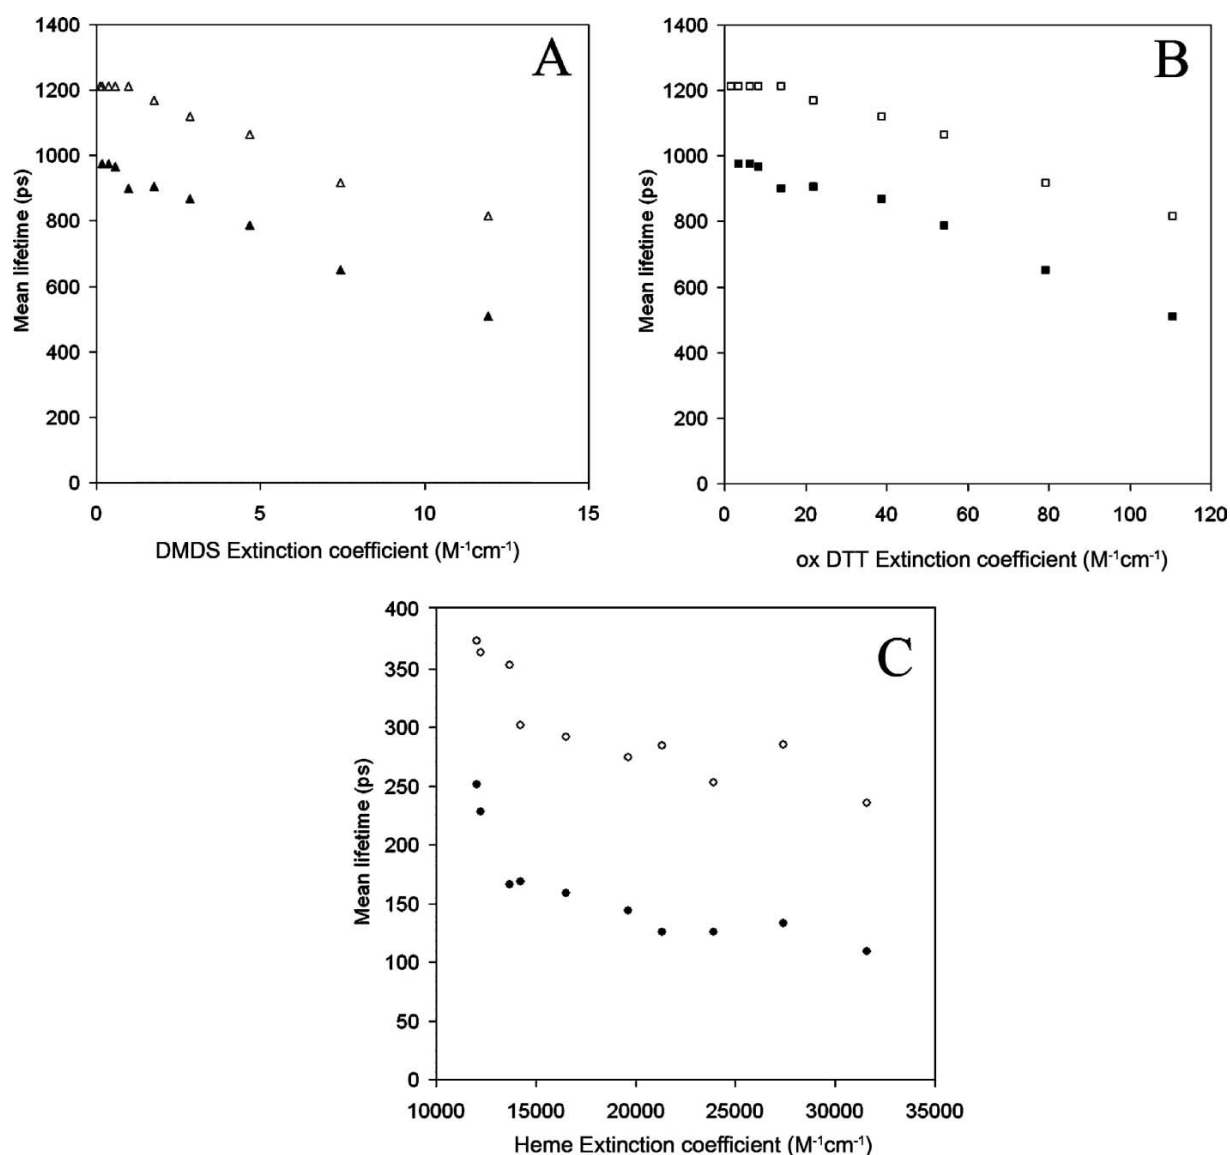 A
1400
1200
1000
800
600
400
200
0
Mean lifetime (ps)
0 5 10 15
DMDS Extinction coefficient (M⁻¹cm⁻¹)
B
1400
1200
1000
800
600
400
200
0
Mean lifetime (ps)
0 20 40 60 80 100 120
ox DTT Extinction coefficient (M⁻¹cm⁻¹)
C
400
350
300
250
200
150
100
50
0
Mean lifetime (ps)
10000 15000 20000 25000 30000 35000
Heme Extinction coefficient (M⁻¹cm⁻¹)